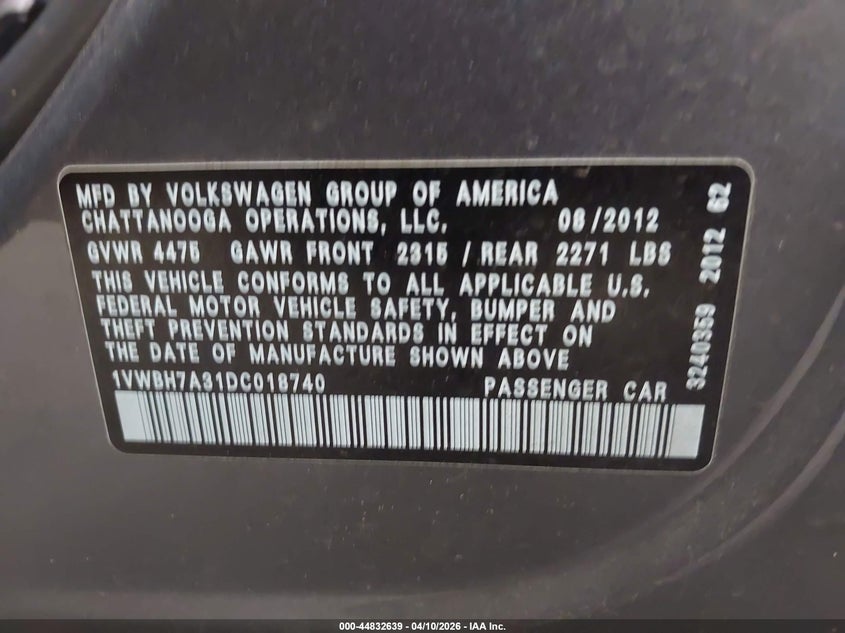 MFD BY VOLKSWAGEN GROUP OF AMERICA
CHATTANOOGA OPERATIONS, LLC. 08/2012
GVWR 4475 GAWR FRONT 2315 / REAR 2271 LBS
THIS VEHICLE CONFORMS TO ALL APPLICABLE U.S.
FEDERAL MOTOR VEHICLE SAFETY, BUMPER AND
THEFT PREVENTION STANDARDS IN EFFECT ON
THE DATE OF MANUFACTURE SHOWN ABOVE
1VWBH7A31DC018740 PASSENGER CAR
3240359 2012 62
000-44832639 - 04/10/2026 - IAA Inc.